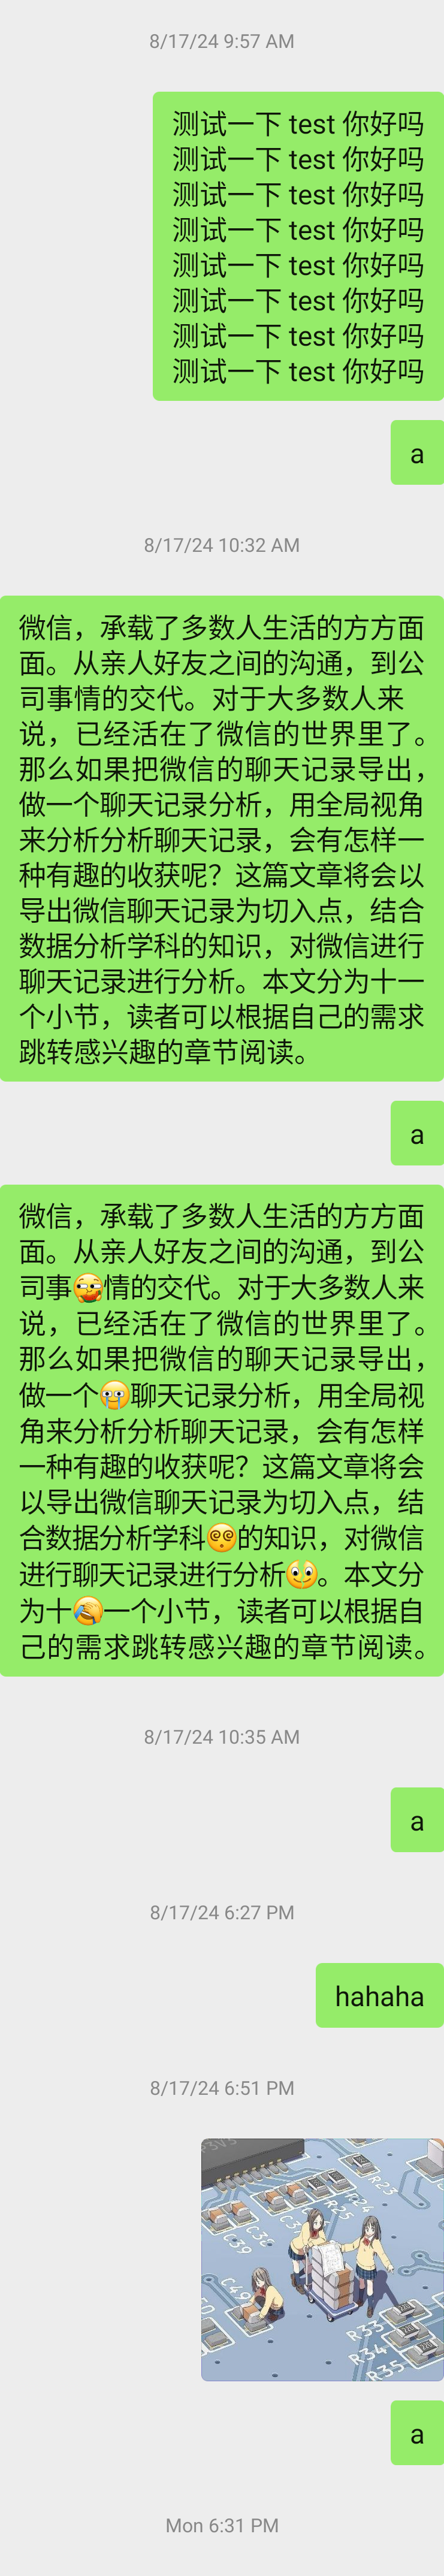 8/17/24 9:57 AM
测试一下 test 你好吗
测试一下 test 你好吗
测试一下 test 你好吗
测试一下 test 你好吗
测试一下 test 你好吗
测试一下 test 你好吗
测试一下 test 你好吗
测试一下 test 你好吗
a
8/17/24 10:32 AM
微信，承载了多数人生活的方方面
面。从亲人好友之间的沟通，到公
司事情的交代。对于大多数人来
说，已经活在了微信的世界里了。
那么如果把微信的聊天记录导出，
做一个聊天记录分析，用全局视角
来分析分析聊天记录，会有怎样一
种有趣的收获呢？这篇文章将会以
导出微信聊天记录为切入点，结合
数据分析学科的知识，对微信进行
聊天记录进行分析。本文分为十一
个小节，读者可以根据自己的需求
跳转感兴趣的章节阅读。
a
微信，承载了多数人生活的方方面
面。从亲人好友之间的沟通，到公
司事情的交代。对于大多数人来
说，已经活在了微信的世界里了。
那么如果把微信的聊天记录导出，
做一个😭聊天记录分析，用全局视
角来分析分析聊天记录，会有怎样
一种有趣的收获呢？这篇文章将会
以导出微信聊天记录为切入点，结
合数据分析学科😵‍💫的知识，对微信
进行聊天记录进行分析。本文分
为十一个小节，读者可以根据自
己的需求跳转感兴趣的章节阅读。
8/17/24 10:35 AM
a
8/17/24 6:27 PM
hahaha
8/17/24 6:51 PM
R23
R24
R25
C38
C39
C49
R33
R34
R35
a
Mon 6:31 PM